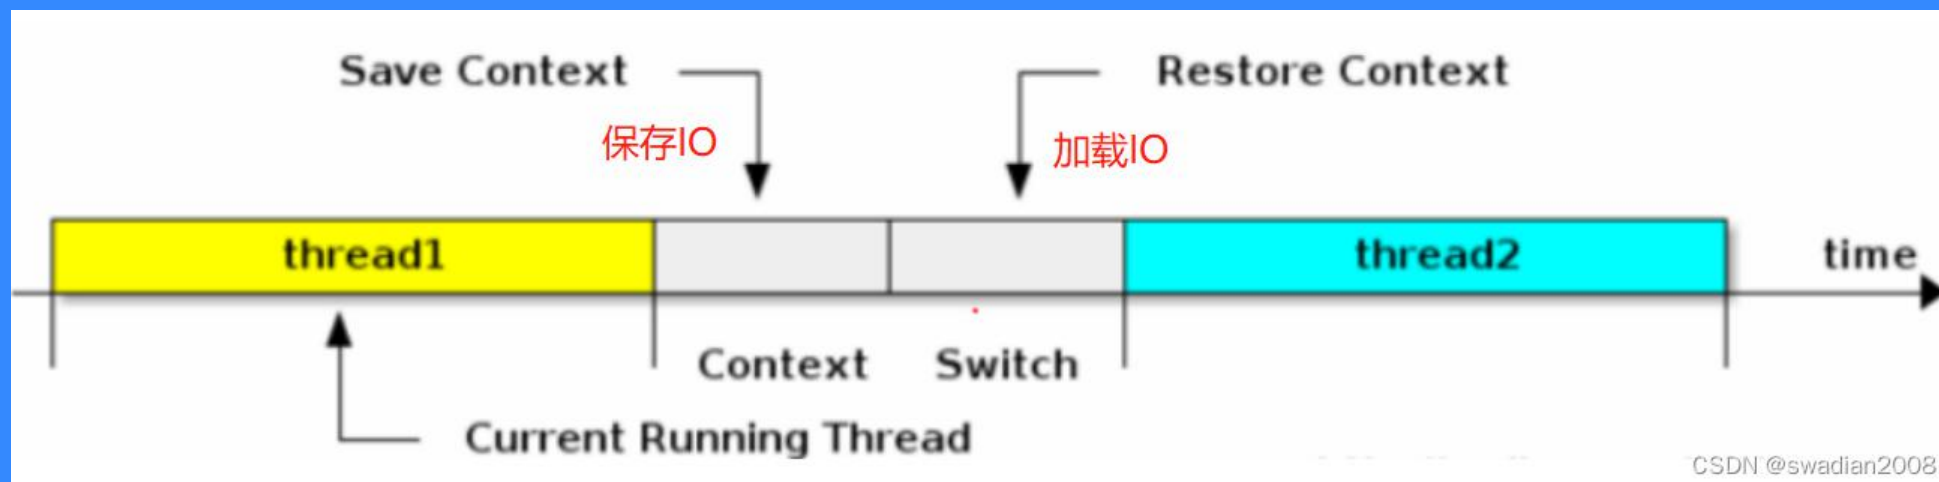 Save Context
Restore Context
保存IO
加载IO
thread1
thread2
time
Context Switch
Current Running Thread
CSDN @swadian2008